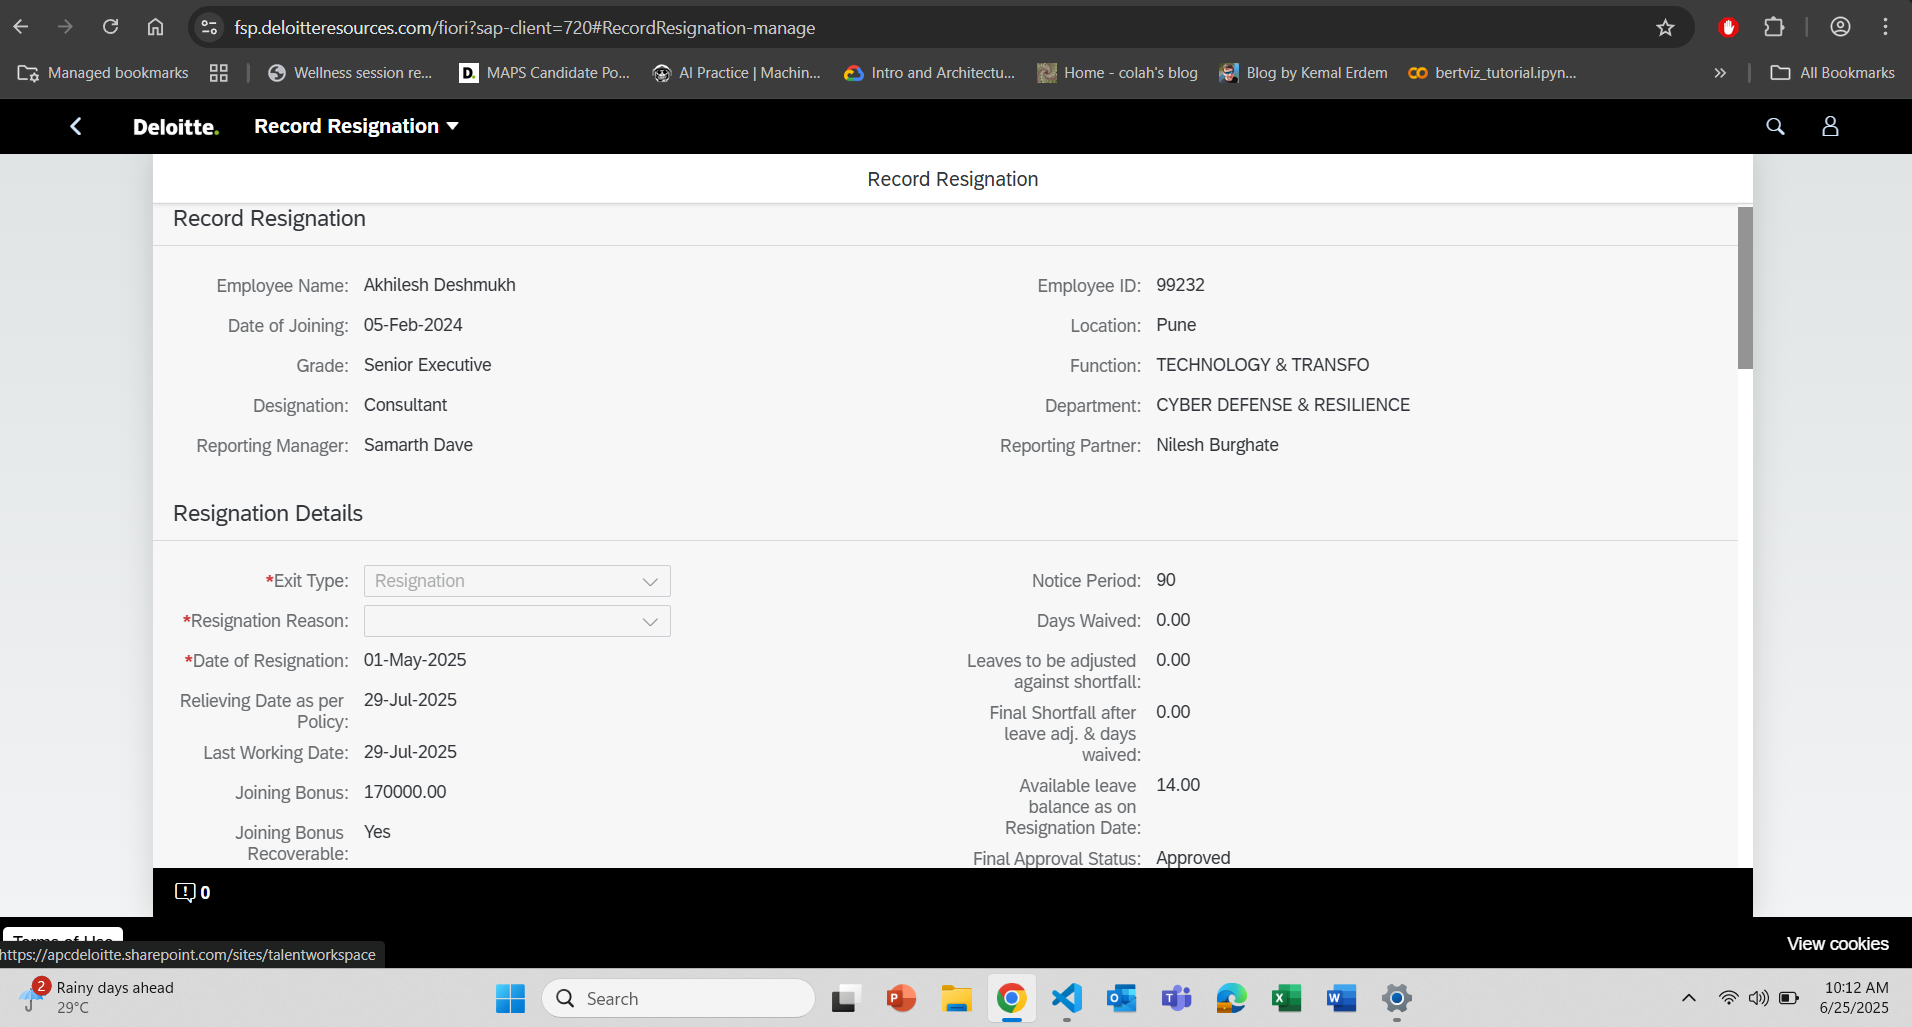 fsp.deloitteresources.com/fiori?sap-client=720#RecordResignation-manage
Managed bookmarks
Wellness session re...
D. MAPS Candidate Po...
AI Practice | Machin...
Intro and Architectu...
Home - colah's blog
Blog by Kemal Erdem
bertviz_tutorial.ipyn...
All Bookmarks
Deloitte.
Record Resignation
Record Resignation
Record Resignation
Employee Name: Akhilesh Deshmukh
Employee ID: 99232
Date of Joining: 05-Feb-2024
Location: Pune
Grade: Senior Executive
Function: TECHNOLOGY & TRANSFO
Designation: Consultant
Department: CYBER DEFENSE & RESILIENCE
Reporting Manager: Samarth Dave
Reporting Partner: Nilesh Burghate
Resignation Details
*Exit Type: Resignation
Notice Period: 90
*Resignation Reason:
Days Waived: 0.00
*Date of Resignation: 01-May-2025
Leaves to be adjusted 0.00
against shortfall:
Relieving Date as per 29-Jul-2025
Policy:
Final Shortfall after 0.00
leave adj. & days
waived:
Last Working Date: 29-Jul-2025
Joining Bonus: 170000.00
Available leave 14.00
balance as on
Resignation Date:
Joining Bonus Yes
Recoverable:
Final Approval Status: Approved
0
Terms of Use
https://apcdeloitte.sharepoint.com/sites/talentworkspace
View cookies
2
Rainy days ahead
29°C
Search
10:12 AM
6/25/2025